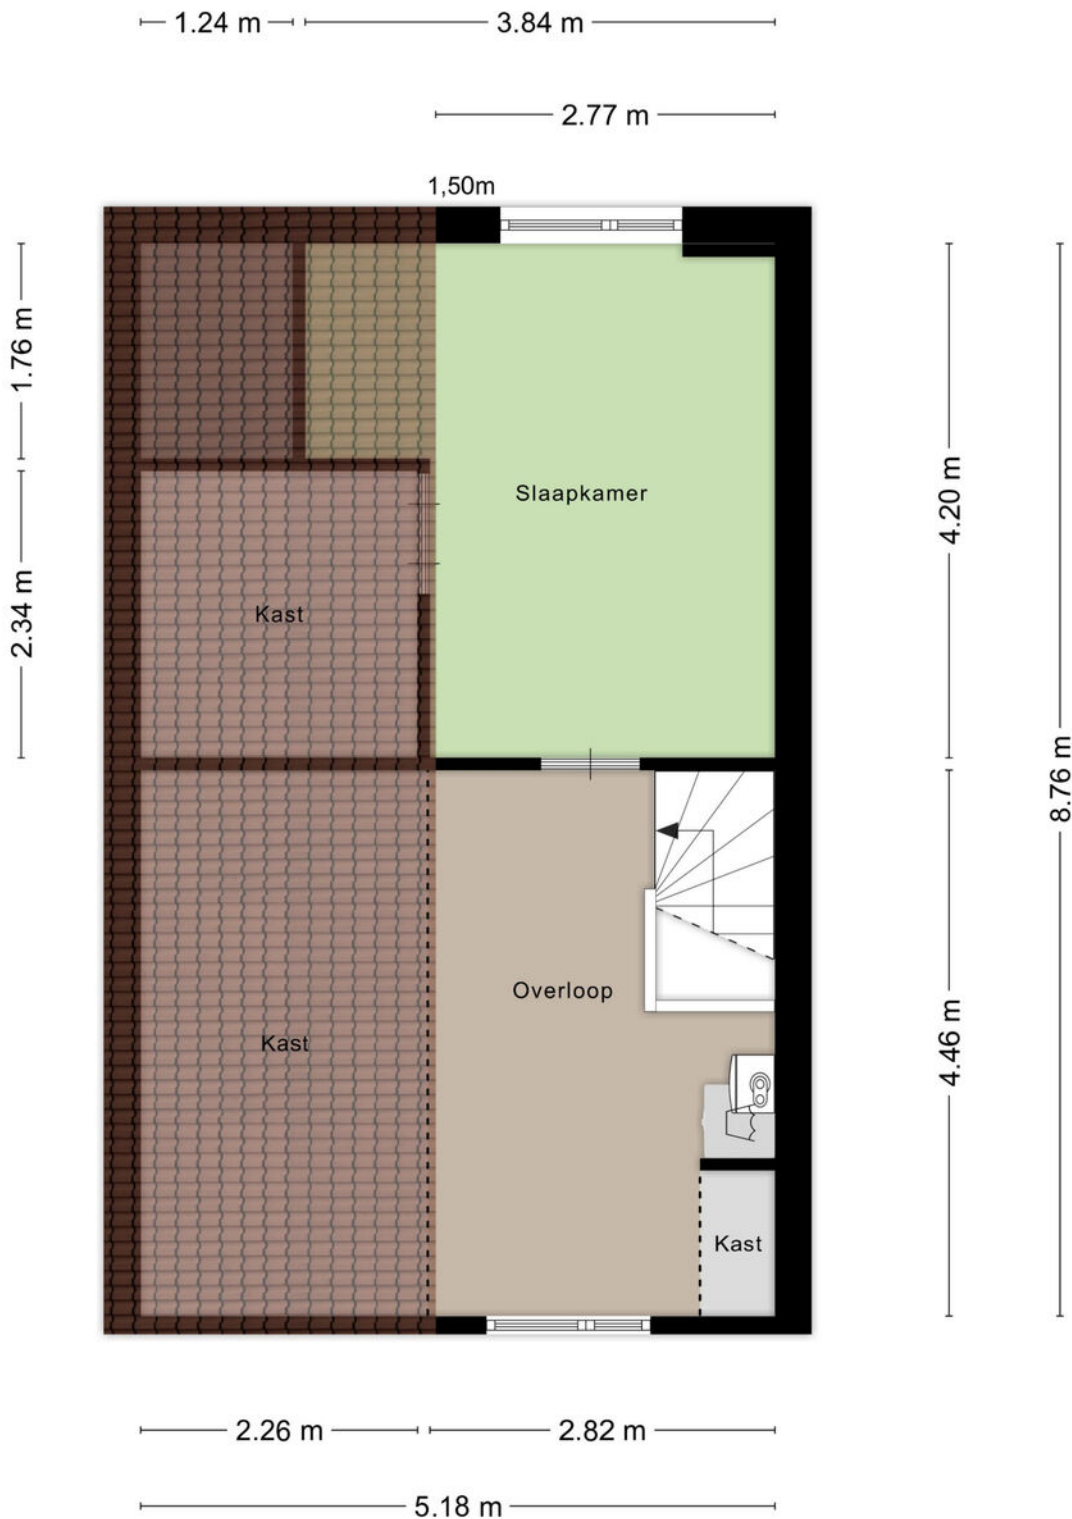 1.24 m
3.84 m
2.77 m
1,50m
1.76 m
2.34 m
4.20 m
8.76 m
4.46 m
Slaapkamer
Kast
Overloop
Kast
Kast
2.26 m
2.82 m
5.18 m